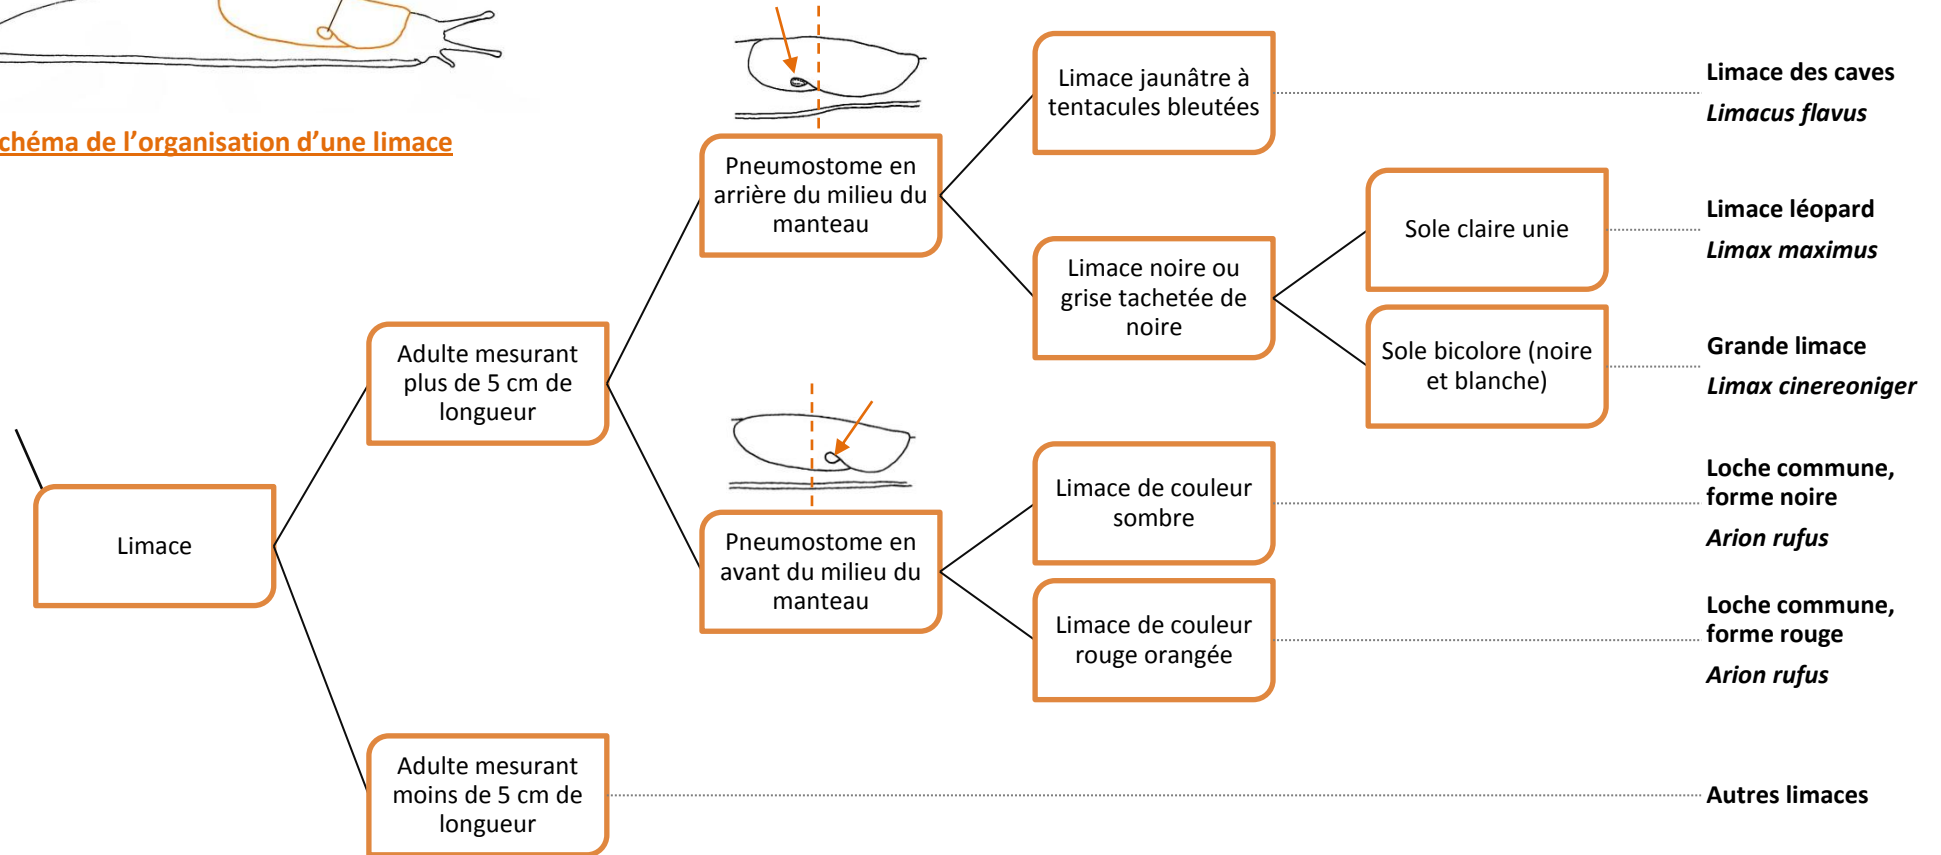 chéma de l'organisation d'une limace
Limace
Adulte mesurant
plus de 5 cm de
longueur
Adulte mesurant
moins de 5 cm de
longueur
Pneumostome en
arrière du milieu du
manteau
Pneumostome en
avant du milieu du
manteau
Limace jaunâtre à
tentacules bleutées
Limace noire ou
grise tachetée de
noire
Limace de couleur
sombre
Limace de couleur
rouge orangée
Sole claire unie
Sole bicolore (noire
et blanche)
Limace des caves
Limacus flavus
Limace léopard
Limax maximus
Grande limace
Limax cinereoniger
Loche commune,
forme noire
Arion rufus
Loche commune,
forme rouge
Arion rufus
Autres limaces